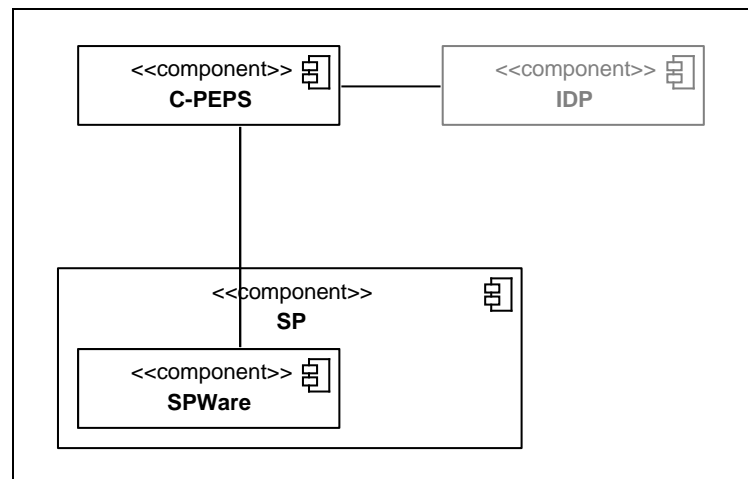 <<component>>
C-PEPS
<<component>>
IDP
<<component>>
SP
<<component>>
SPWare